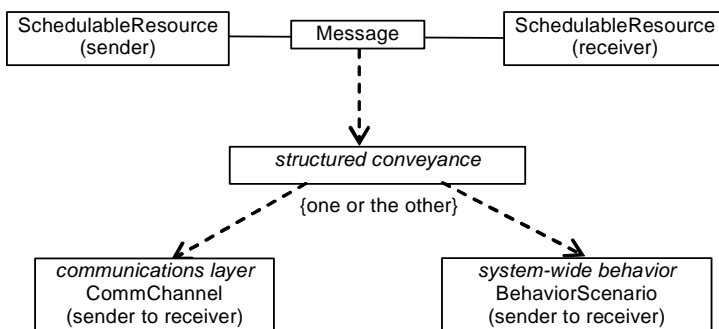 SchedulableResource
(sender)
Message
SchedulableResource
(receiver)
structured conveyance
{one or the other}
communications layer
CommChannel
(sender to receiver)
system-wide behavior
BehaviorScenario
(sender to receiver)